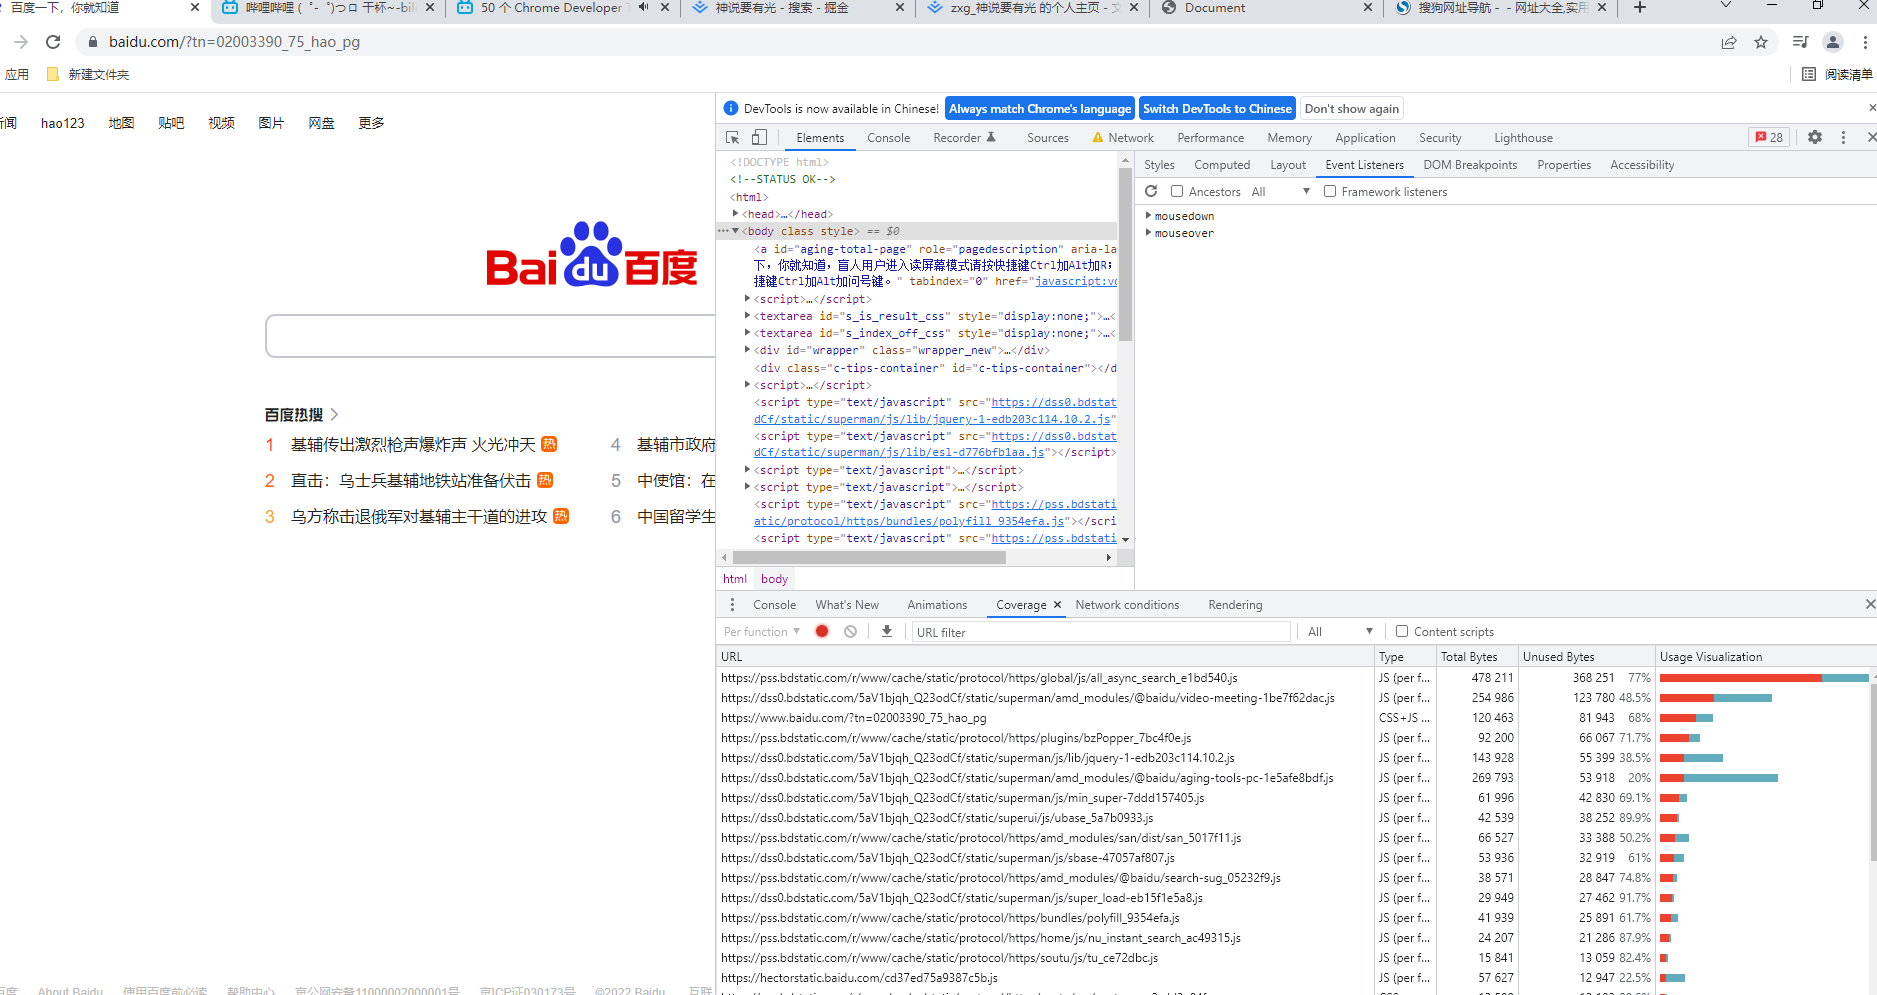 百度一下，你就知道
哔哩哔哩 (゜-゜)つロ 干杯~-bili
50 个 Chrome Developer
神说要有光 - 搜索 - 掘金
zxg_神说要有光 的个人主页 -
Document
搜狗网址导航 - - 网址大全,实用
baidu.com/?tn=02003390_75_hao_pg
应用
新建文件夹
阅读清单
hao123
地图
贴吧
视频
图片
网盘
更多
Bai du 百度
百度热搜
1 基辅传出激烈枪声爆炸声 火光冲天 热
4 基辅市政府
2 直击：乌士兵基辅地铁站准备伏击 热
5 中使馆：在
3 乌方称击退俄军对基辅主干道的进攻 热
6 中国留学生
About Baidu 使用百度前必读 帮助中心 京公网安备11000002000001号 京ICP证030173号 ©2022 Baidu 互联
DevTools is now available in Chinese! Always match Chrome's language Switch DevTools to Chinese Don't show again
Elements Console Recorder Sources Network Performance Memory Application Security Lighthouse 28
<!DOCTYPE html>
<!--STATUS OK-->
<html>
<head>…</head>
<body class style> == $0
<a id="aging-total-page" role="pagedescription" aria-la
下，你就知道，盲人用户进入读屏幕模式请按快捷键Ctrl加Alt加R；
捷键Ctrl加Alt加问号键。" tabindex="0" href="javascript:vo
<script>…</script>
<textarea id="s_is_result_css" style="display:none;">…<
<textarea id="s_index_off_css" style="display:none;">…<
<div id="wrapper" class="wrapper_new">…</div>
<div class="c-tips-container" id="c-tips-container"></d
<script>…</script>
<script type="text/javascript" src="https://dss0.bdstat
dCf/static/superman/js/lib/jquery-1-edb203c114.10.2.js"
<script type="text/javascript" src="https://dss0.bdstat
dCf/static/superman/js/lib/esl-d776bfb1aa.js"></script>
<script type="text/javascript">…</script>
<script type="text/javascript">…</script>
<script type="text/javascript" src="https://pss.bdstati
atic/protocol/https/bundles/polyfill_9354efa.js"></scri
<script type="text/javascript" src="https://pss.bdstati
html body
Styles Computed Layout Event Listeners DOM Breakpoints Properties Accessibility
Ancestors All Framework listeners
mousedown
mouseover
Console What's New Animations Coverage Network conditions Rendering
Per function URL filter All Content scripts
URL Type Total Bytes Unused Bytes Usage Visualization
https://pss.bdstatic.com/r/www/cache/static/protocol/https/global/js/all_async_search_e1bd540.js JS (per f... 478 211 368 251 77%
https://dss0.bdstatic.com/5aV1bjqh_Q23odCf/static/superman/amd_modules/@baidu/video-meeting-1be7f62dac.js JS (per f... 254 986 123 780 48.5%
https://www.baidu.com/?tn=02003390_75_hao_pg CSS+JS ... 120 463 81 943 68%
https://pss.bdstatic.com/r/www/cache/static/protocol/https/plugins/bzPopper_7bc4f0e.js JS (per f... 92 200 66 067 71.7%
https://dss0.bdstatic.com/5aV1bjqh_Q23odCf/static/superman/js/lib/jquery-1-edb203c114.10.2.js JS (per f... 143 928 55 399 38.5%
https://dss0.bdstatic.com/5aV1bjqh_Q23odCf/static/superman/amd_modules/@baidu/aging-tools-pc-1e5afe8bdf.js JS (per f... 269 793 53 918 20%
https://dss0.bdstatic.com/5aV1bjqh_Q23odCf/static/superman/js/min_super-7ddd157405.js JS (per f... 61 996 42 830 69.1%
https://dss0.bdstatic.com/5aV1bjqh_Q23odCf/static/superui/js/ubase_5a7b0933.js JS (per f... 42 539 38 252 89.9%
https://pss.bdstatic.com/r/www/cache/static/protocol/https/amd_modules/san/dist/san_5017f11.js JS (per f... 66 527 33 388 50.2%
https://dss0.bdstatic.com/5aV1bjqh_Q23odCf/static/superman/js/sbase-47057af807.js JS (per f... 53 936 32 919 61%
https://pss.bdstatic.com/r/www/cache/static/protocol/https/amd_modules/@baidu/search-sug_05232f9.js JS (per f... 38 571 28 847 74.8%
https://dss0.bdstatic.com/5aV1bjqh_Q23odCf/static/superman/js/super_load-eb15f1e5a8.js JS (per f... 29 949 27 462 91.7%
https://pss.bdstatic.com/r/www/cache/static/protocol/https/bundles/polyfill_9354efa.js JS (per f... 41 939 25 891 61.7%
https://pss.bdstatic.com/r/www/cache/static/protocol/https/home/js/nu_instant_search_ac49315.js JS (per f... 24 207 21 286 87.9%
https://pss.bdstatic.com/r/www/cache/static/protocol/https/soutu/js/tu_ce72dbc.js JS (per f... 15 841 13 059 82.4%
https://hectorstatic.baidu.com/cd37ed75a9387c5b.js JS (per f... 57 627 12 947 22.5%